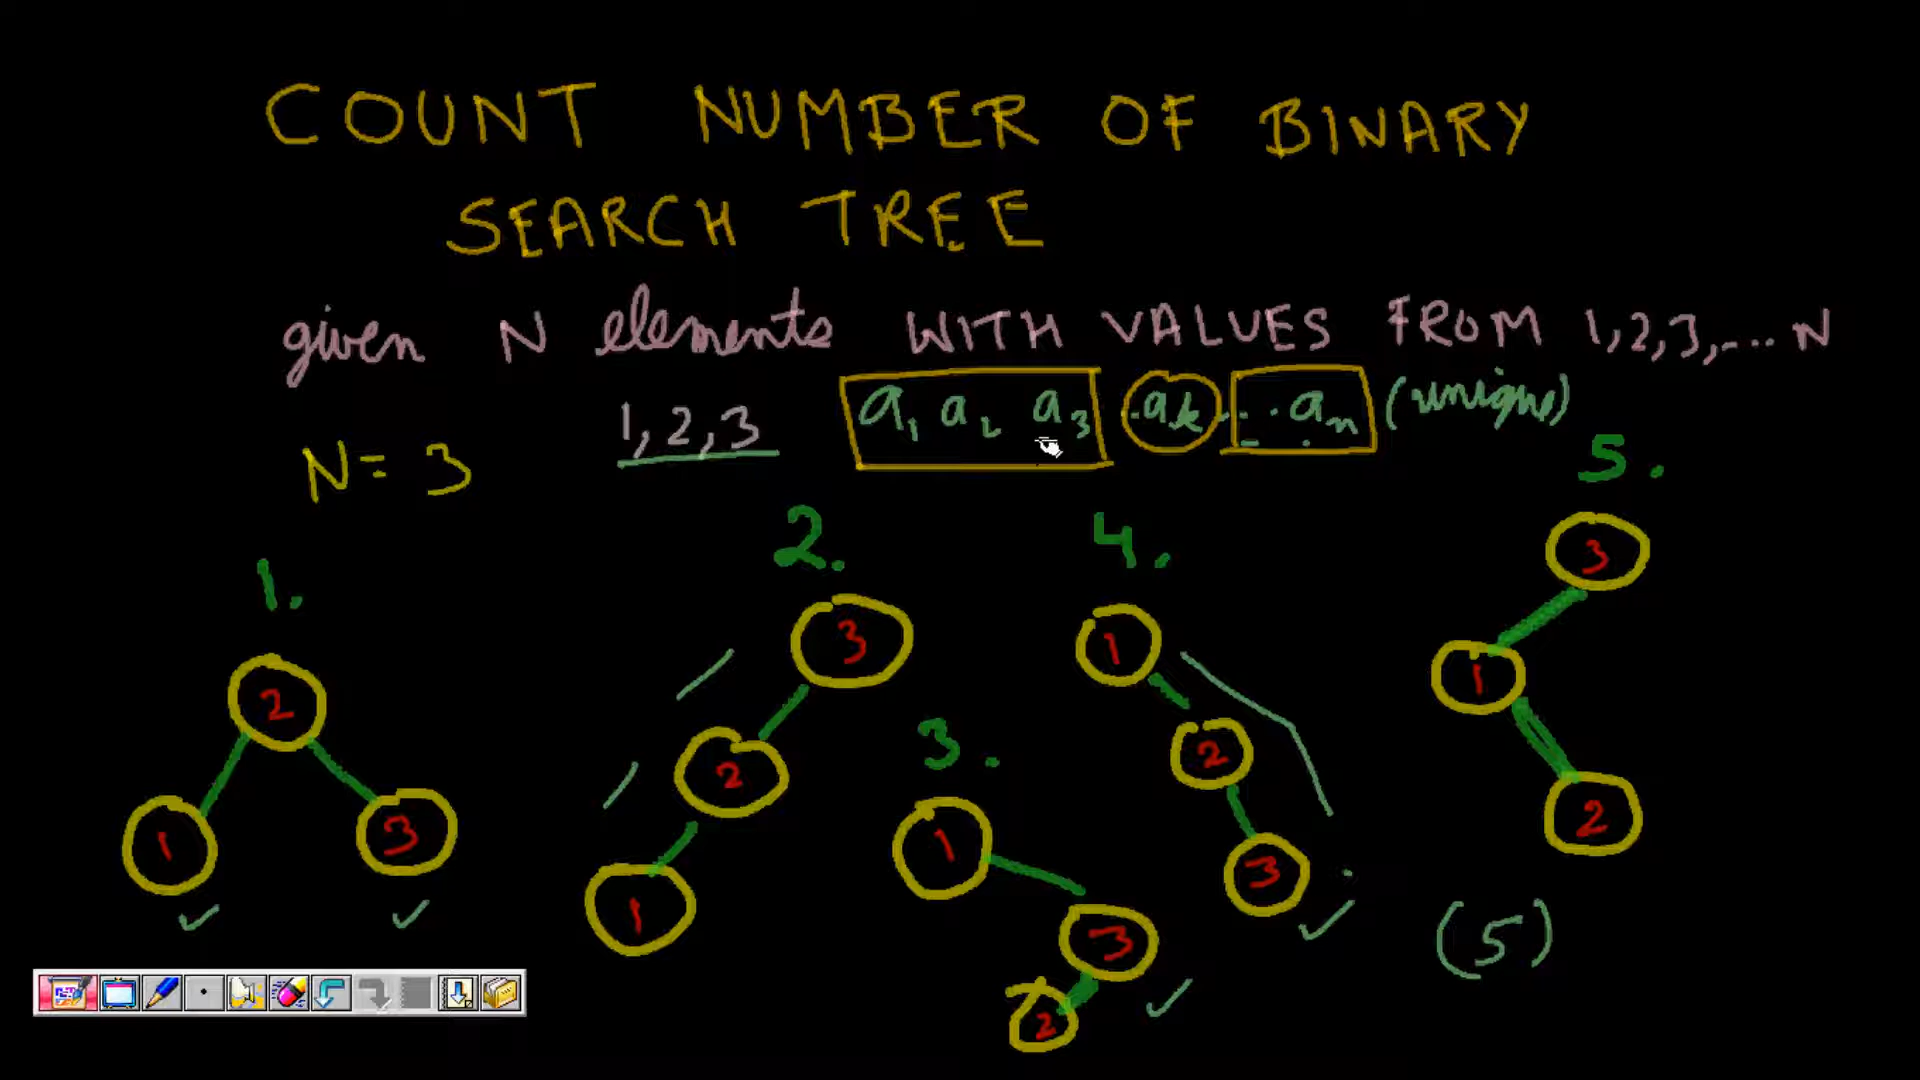 COUNT NUMBER OF BINARY
SEARCH TREE
given N elements WITH VALUES FROM 1,2,3,... N
1,2,3 a₁ a₂ a₃ ..aₖ... ..aₙ (unique)
N = 3
5.
2. 4.
1.
3
3 1
1
2
3.
2 2
2
1 3 1 3
1
3
(5)
2